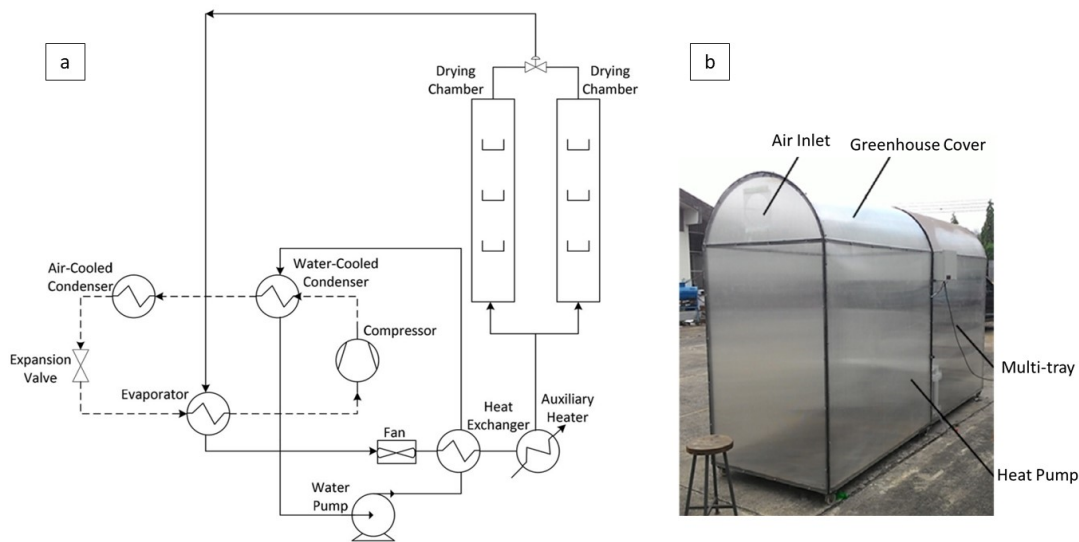 a
Drying
Chamber
Drying
Chamber
Air-Cooled
Condenser
Water-Cooled
Condenser
Compressor
Expansion
Valve
Evaporator
Fan
Heat
Exchanger
Auxiliary
Heater
Water
Pump
b
Air Inlet
Greenhouse Cover
Multi-tray
Heat Pump